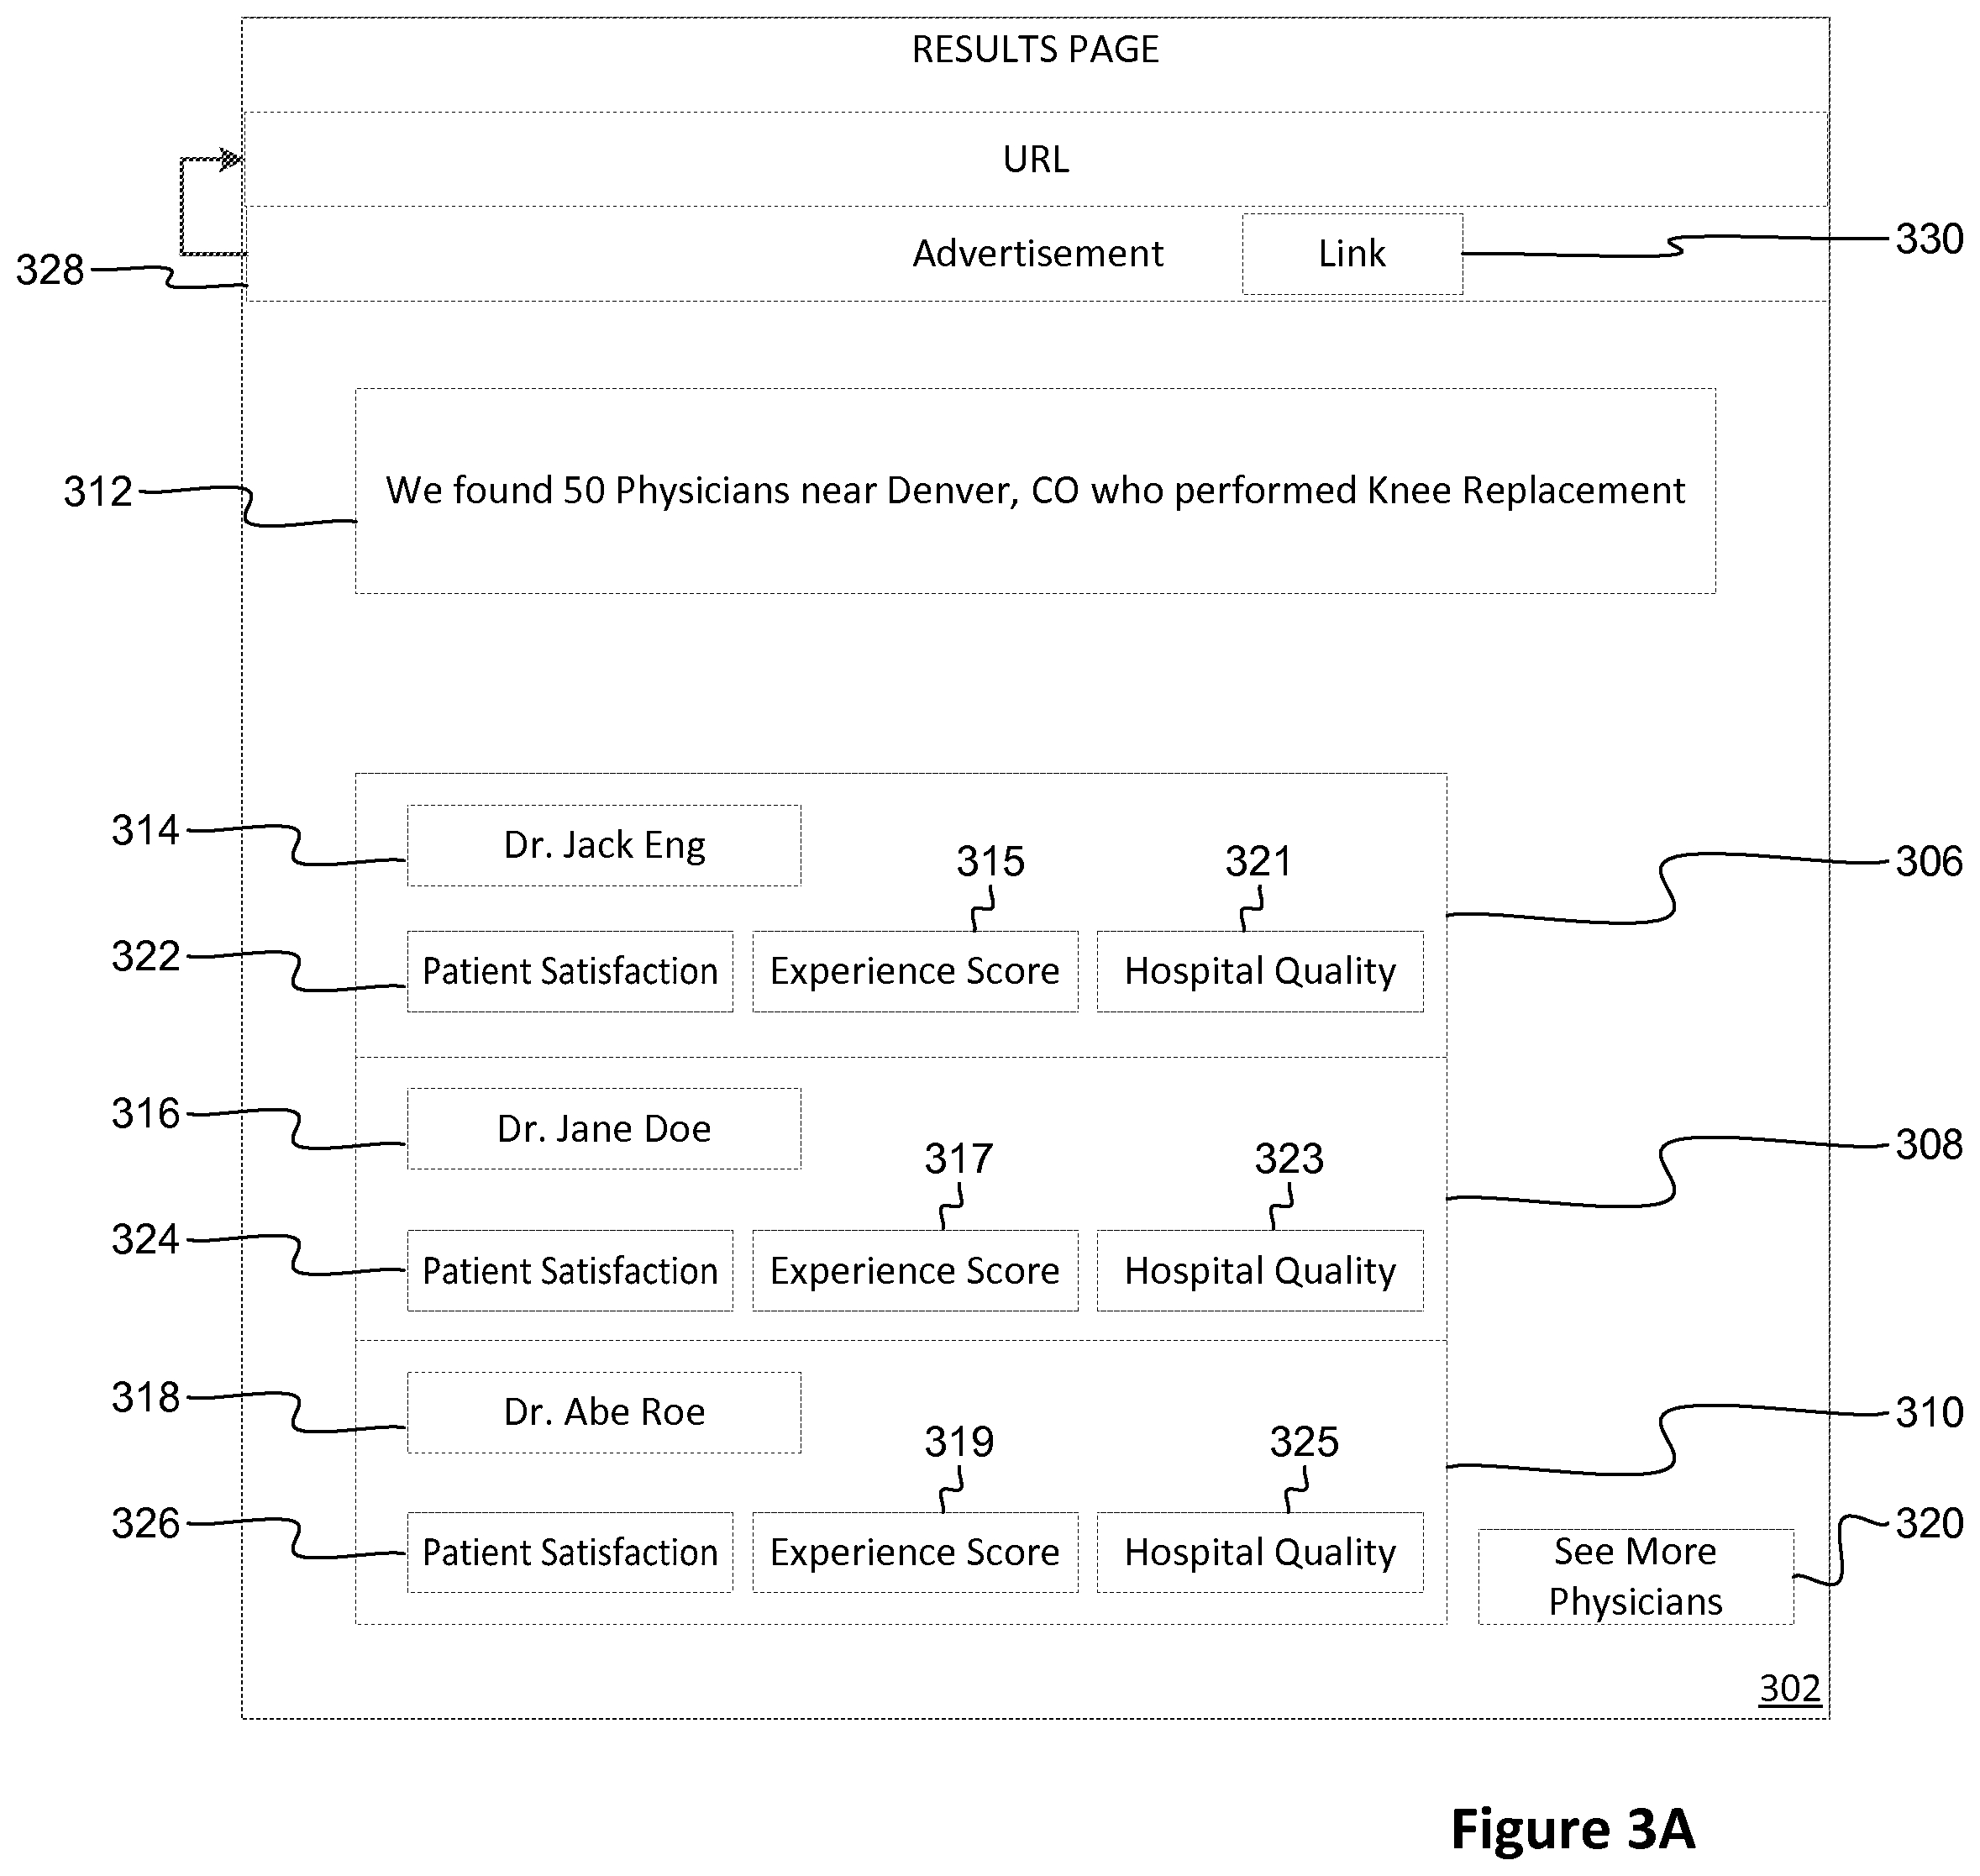 RESULTS PAGE
URL
Advertisement Link 330
328
312 We found 50 Physicians near Denver, CO who performed Knee Replacement
314 Dr. Jack Eng 315 321 306
322 Patient Satisfaction Experience Score Hospital Quality
316 Dr. Jane Doe 317 323 308
324 Patient Satisfaction Experience Score Hospital Quality
318 Dr. Abe Roe 319 325 310
326 Patient Satisfaction Experience Score Hospital Quality 320
See More
Physicians
302
Figure 3A